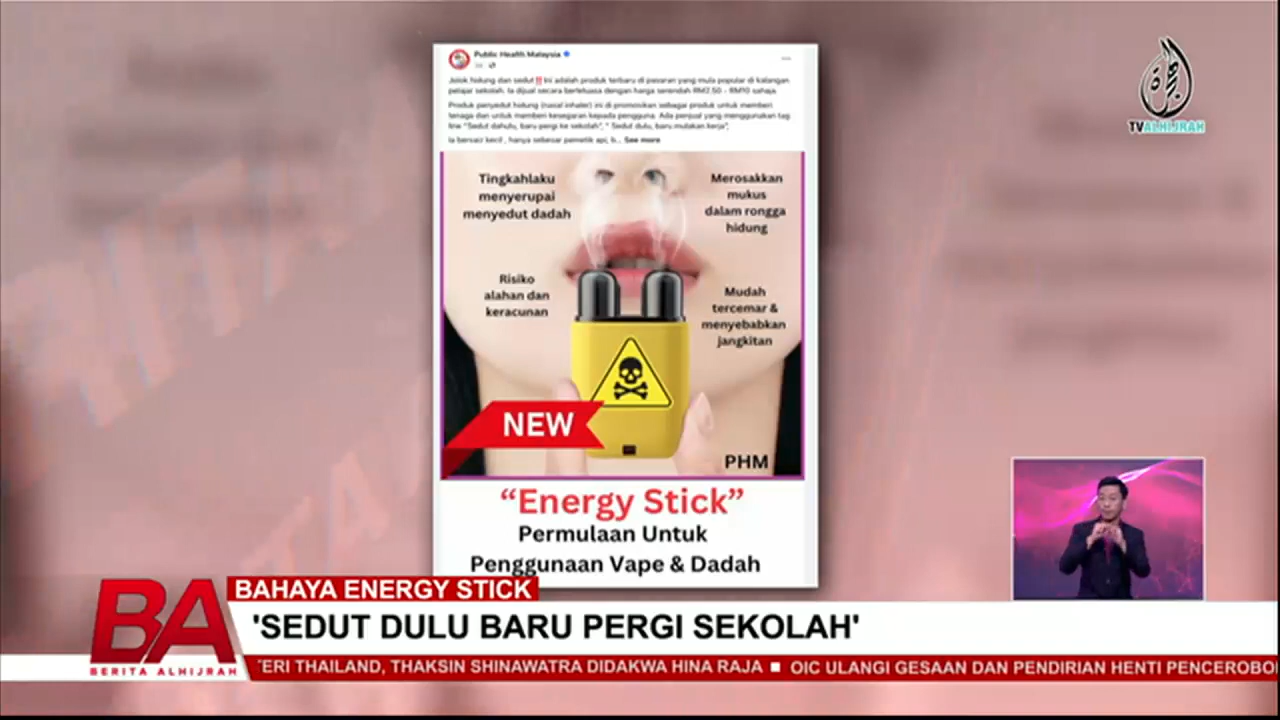 Public Health Malaysia
Jolok hidung dan sedut‼️Ini adalah produk terbaru di pasaran yang mula popular di kalangan
pelajar sekolah. Ia dijual secara berleluasa dengan harga serendah RM2.50 - RM10 sahaja.
Produk penyedut hidung (nasal inhaler) ini di promosikan sebagai produk untuk memberi
tenaga dan untuk memberi kesegaran kepada pengguna. Ada penjual yang menggunakan tag
line "Sedut dahulu, baru pergi ke sekolah", " Sedut dulu, baru mulakan kerja",
Ia bersaiz kecil , hanya sebesar pemetik api, b... See more
TV ALHIJRAH
Tingkahlaku
menyerupai
menyedut dadah
Merosakkan
mukus
dalam rongga
hidung
Risiko
alahan dan
keracunan
Mudah
tercemar &
menyebabkan
jangkitan
NEW
PHM
"Energy Stick"
Permulaan Untuk
Penggunaan Vape & Dadah
BA
BERITA ALHIJRAH
BAHAYA ENERGY STICK
'SEDUT DULU BARU PERGI SEKOLAH'
'ERI THAILAND, THAKSIN SHINAWATRA DIDAKWA HINA RAJA ■ OIC ULANGI GESAAN DAN PENDIRIAN HENTI PENCEROBO